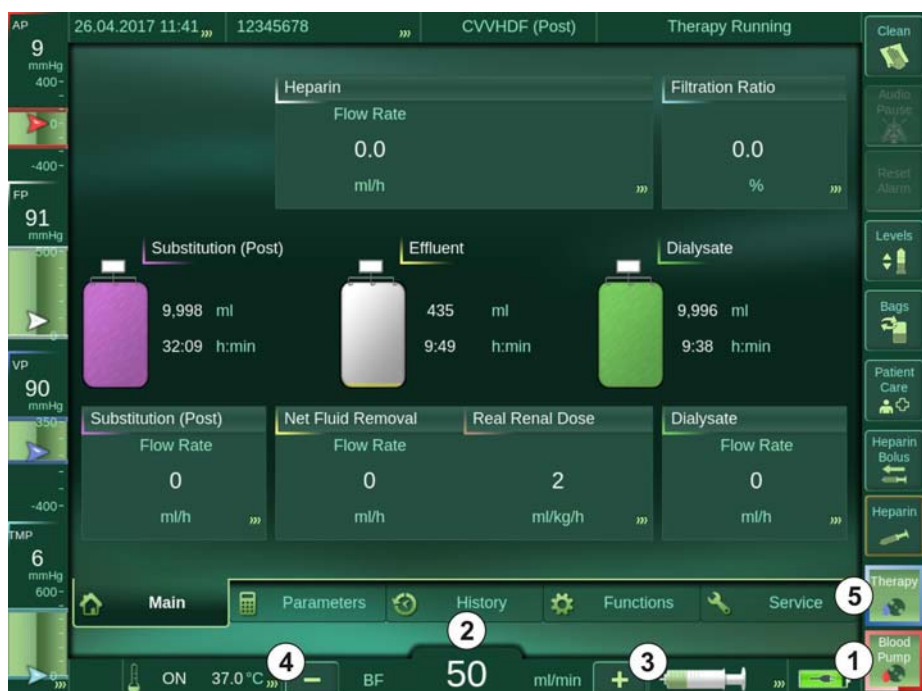 AP
9
mmHg
400-
0-
-400-
FP
91
mmHg
500-
0
VP
90
mmHg
350-
-400-
TMP
6
mmHg
600-
0
26.04.2017 11:41 12345678 CVVHDF (Post) Therapy Running
Heparin
Flow Rate
0.0
ml/h
Filtration Ratio
0.0
%
Substitution (Post)
9,998 ml
32:09 h:min
Effluent
435 ml
9:49 h:min
Dialysate
9,996 ml
9:38 h:min
Substitution (Post)
Flow Rate
0
ml/h
Net Fluid Removal
Flow Rate
0
ml/h
Real Renal Dose
2
ml/kg/h
Dialysate
Flow Rate
0
ml/h
Main Parameters History Functions Service
ON 37.0 °C − BF 50 ml/min +
Clean
Audio
Pause
Reset
Alarm
Levels
Bags
Patient
Care
Heparin
Bolus
Heparin
Therapy
Blood
Pump
5
2
4
3
1